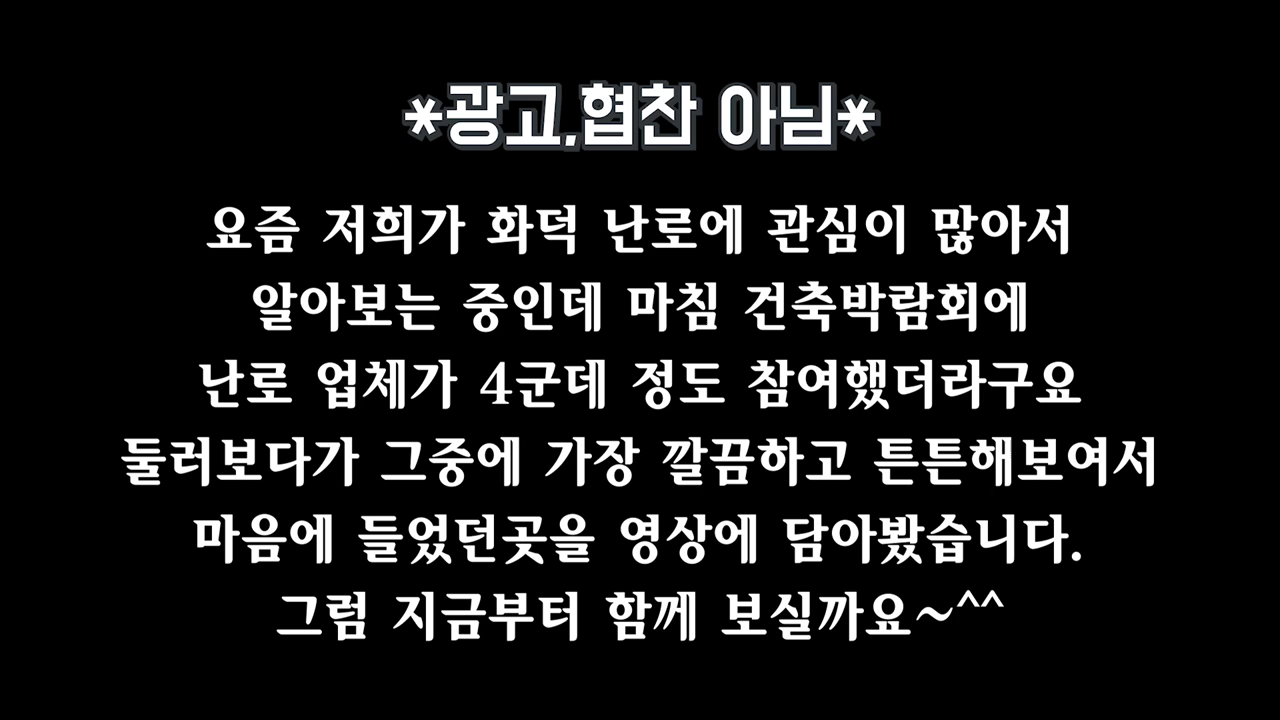 *광고,협찬 아님*
요즘 저희가 화덕 난로에 관심이 많아서
알아보는 중인데 마침 건축박람회에
난로 업체가 4군데 정도 참여했더라구요
둘러보다가 그중에 가장 깔끔하고 튼튼해보여서
마음에 들었던곳을 영상에 담아봤습니다.
그럼 지금부터 함께 보실까요~^^